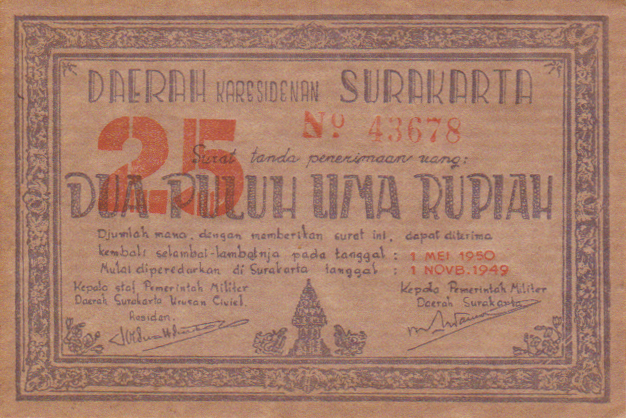 DAERAH KARESIDENAN SURAKARTA
25
Nº 43678
Surat tanda penerimaan uang:
DUA PULUH LIMA RUPIAH
Djumlah mana, dengan memberikan surat ini, dapat diterima
kembali selambat-lambatnja pada tanggal : 1 MEI 1950
Mulai diperedarkan di Surakarta tanggal : 1 NOVB. 1949
Kepala staf Pemerintah Militer
Daerah Surakarta Urusan Civiel.
Residen.
Kepala Pemerintah Militer
Daerah Surakarta